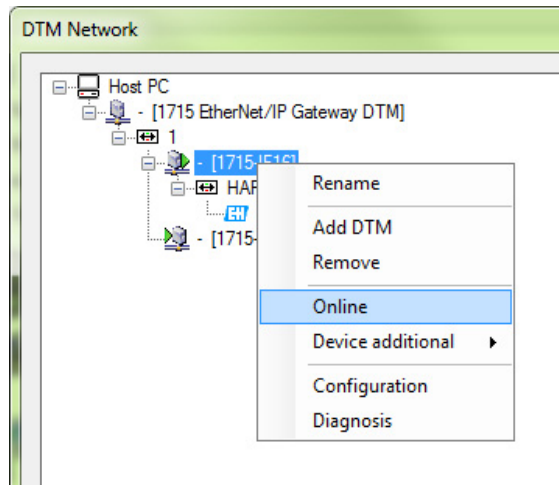 DTM Network
Host PC
- [1715 EtherNet/IP Gateway DTM]
1
- [1715-IF16]
HAR
EH
- [1715-
Rename
Add DTM
Remove
Online
Device additional
Configuration
Diagnosis